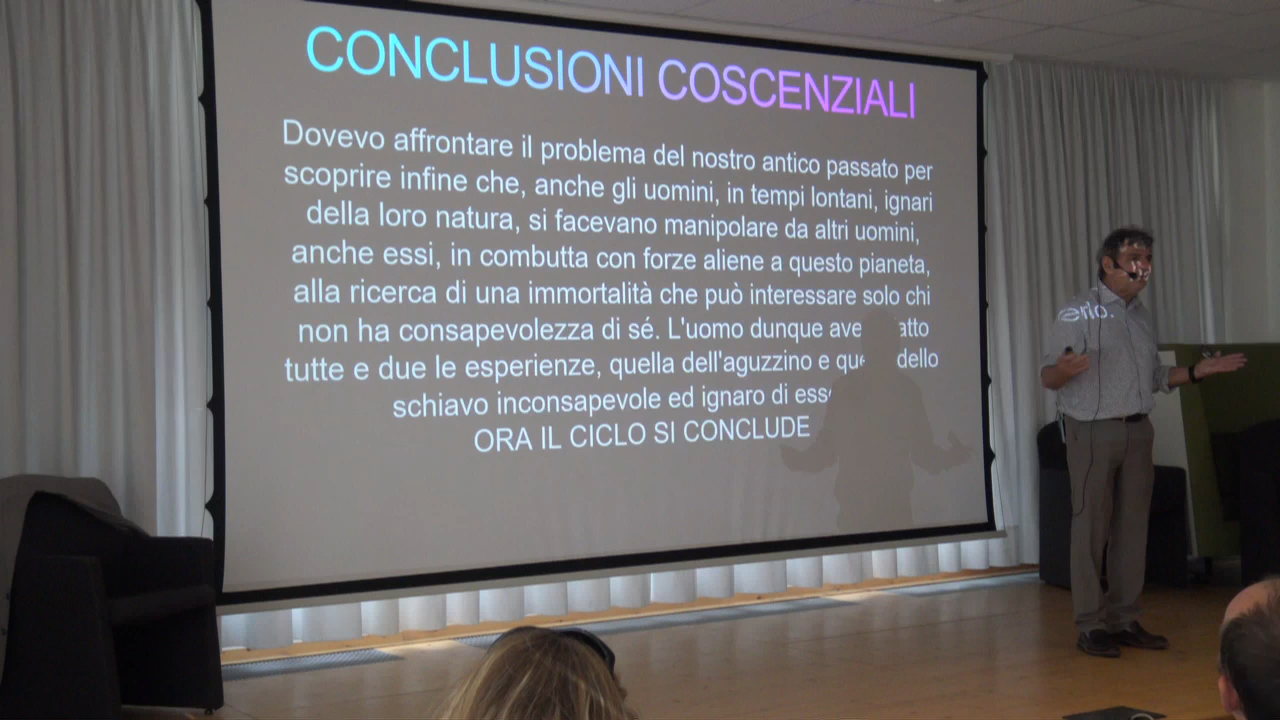 CONCLUSIONI COSCENZIALI
Dovevo affrontare il problema del nostro antico passato per
scoprire infine che, anche gli uomini, in tempi lontani, ignari
della loro natura, si facevano manipolare da altri uomini,
anche essi, in combutta con forze aliene a questo pianeta,
alla ricerca di una immortalità che può interessare solo chi
non ha consapevolezza di sé. L'uomo dunque
tutte e due le esperienze, quella dell'aguzzino e dello
schiavo inconsapevole ed ignaro di
ORA IL CICLO SI CONCLUDE